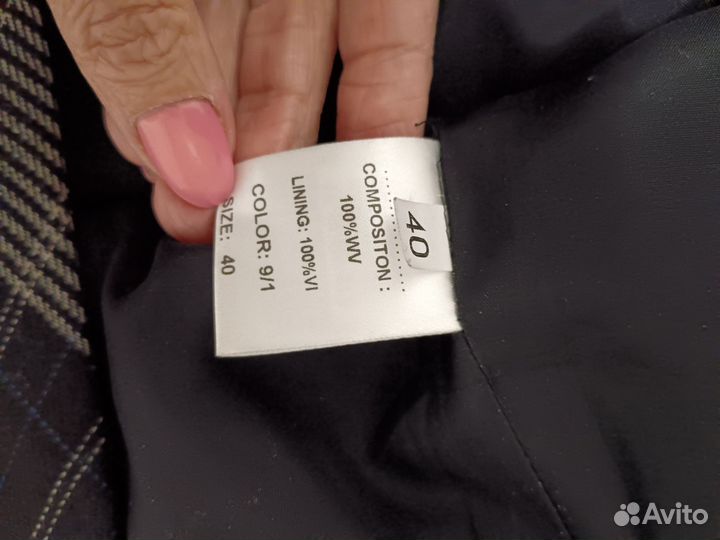 40
COMPOSITON :
100%WV
LINING: 100%VI
COLOR: 9/1
SIZE: 40
Avito